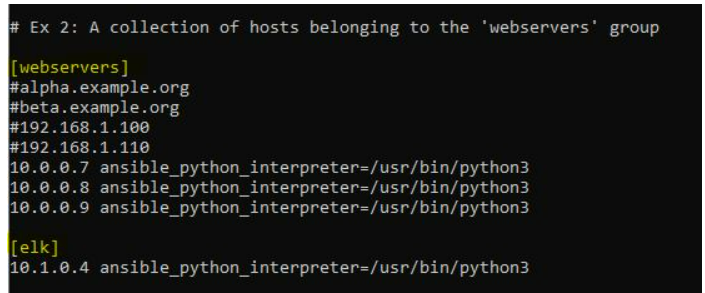 # Ex 2: A collection of hosts belonging to the 'webservers' group
[webservers]
#alpha.example.org
#beta.example.org
#192.168.1.100
#192.168.1.110
10.0.0.7 ansible_python_interpreter=/usr/bin/python3
10.0.0.8 ansible_python_interpreter=/usr/bin/python3
10.0.0.9 ansible_python_interpreter=/usr/bin/python3
[elk]
10.1.0.4 ansible_python_interpreter=/usr/bin/python3